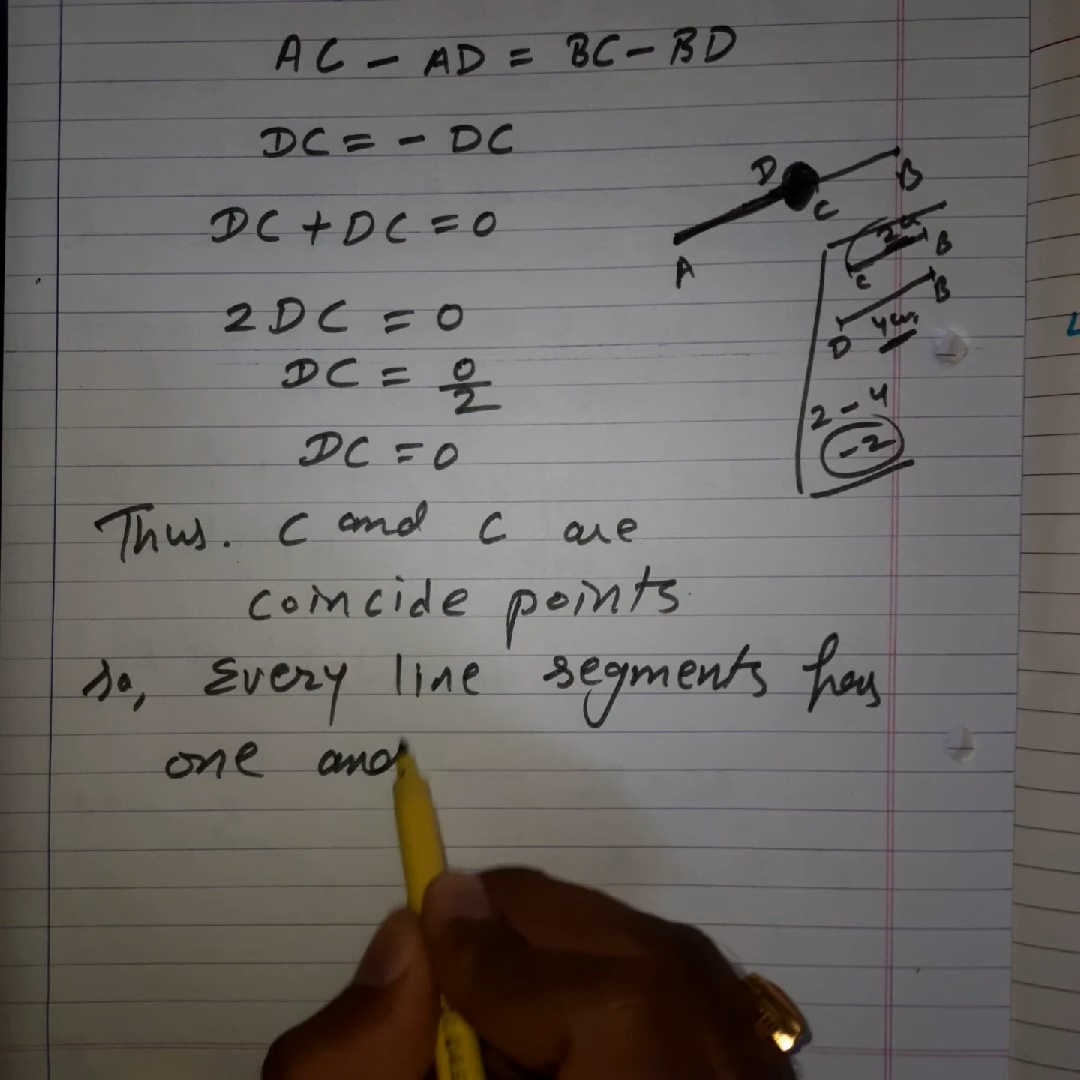 AC - AD = BC - BD
DC = - DC
DC + DC = 0
2DC = 0
DC = 0/2
DC = 0
Thus. C and C are
coincide points.
so, Every line segments has
one and
D
B
C
A
B
C
B
D
2 - 4
-2